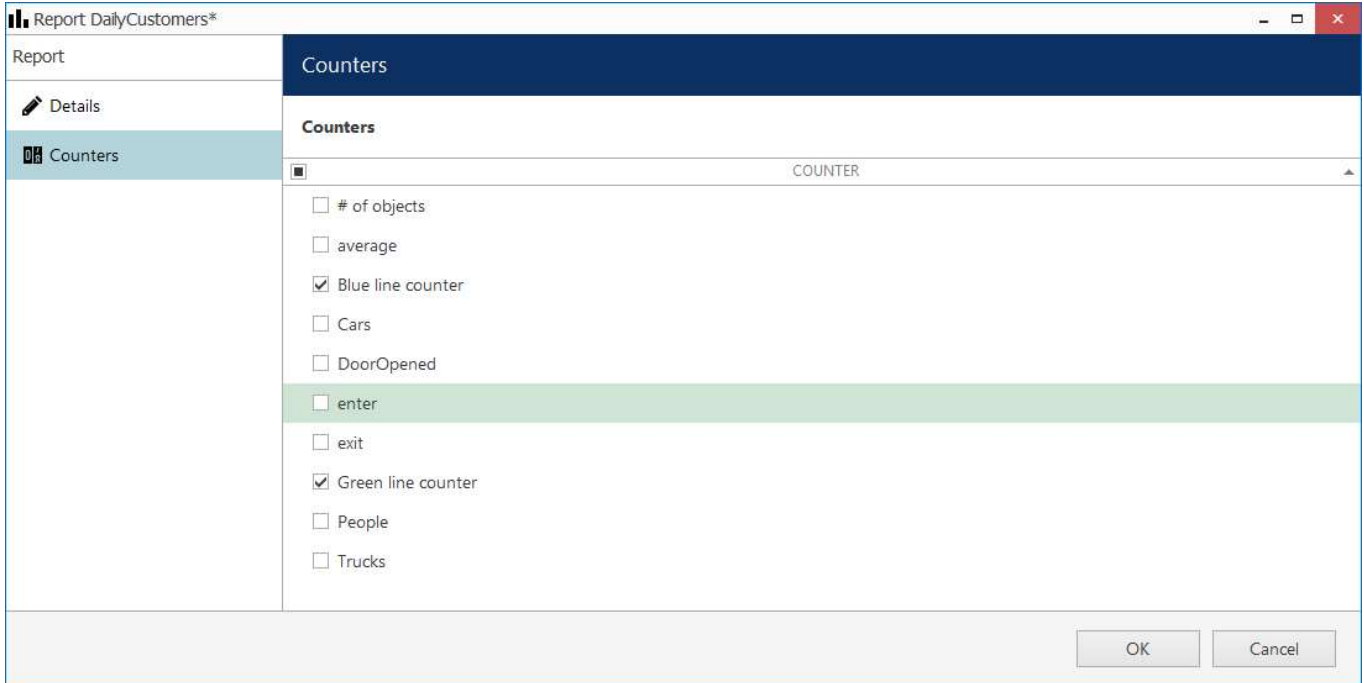 Report DailyCustomers*
Report
Details
Counters
Counters
Counters
COUNTER
# of objects
average
Blue line counter
Cars
DoorOpened
enter
exit
Green line counter
People
Trucks
OK
Cancel